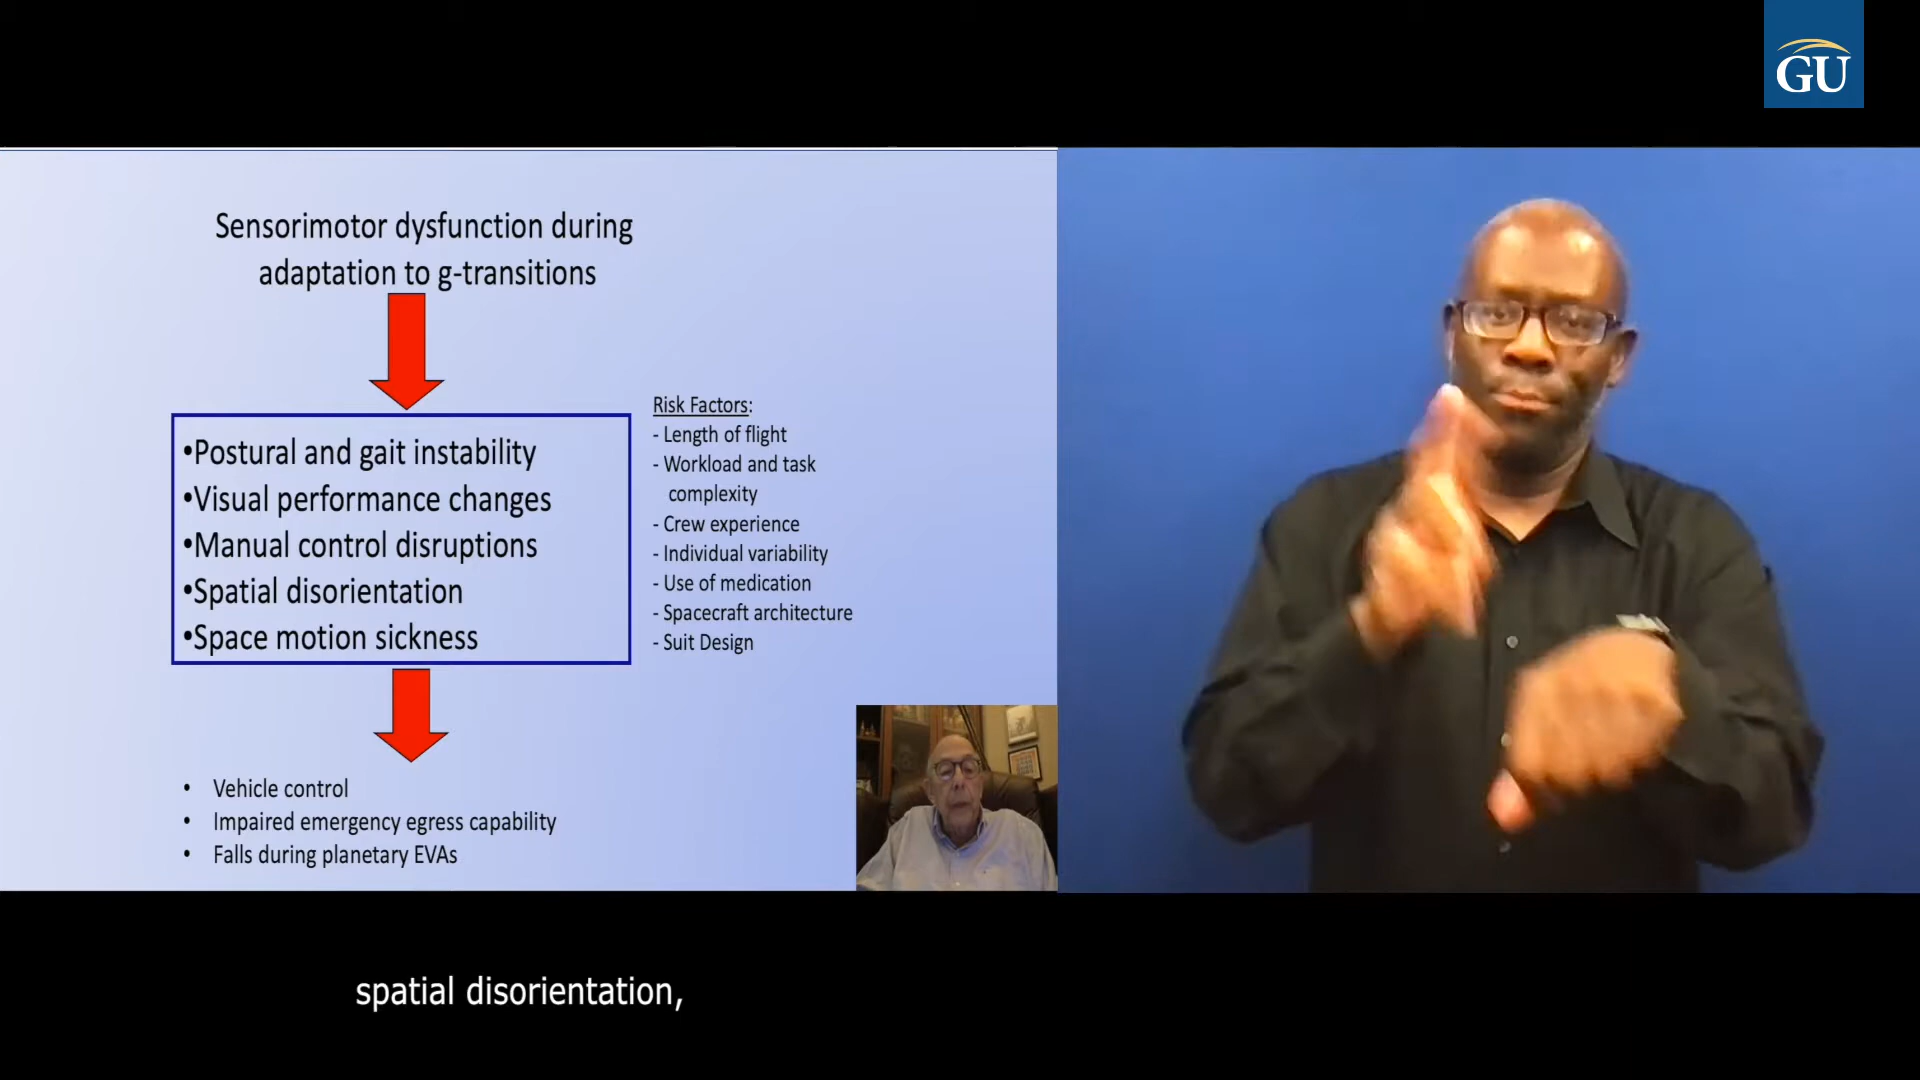 GU
Sensorimotor dysfunction during
adaptation to g-transitions
•Postural and gait instability
•Visual performance changes
•Manual control disruptions
•Spatial disorientation
•Space motion sickness
Risk Factors:
- Length of flight
- Workload and task
complexity
- Crew experience
- Individual variability
- Use of medication
- Spacecraft architecture
- Suit Design
• Vehicle control
• Impaired emergency egress capability
• Falls during planetary EVAs
spatial disorientation,